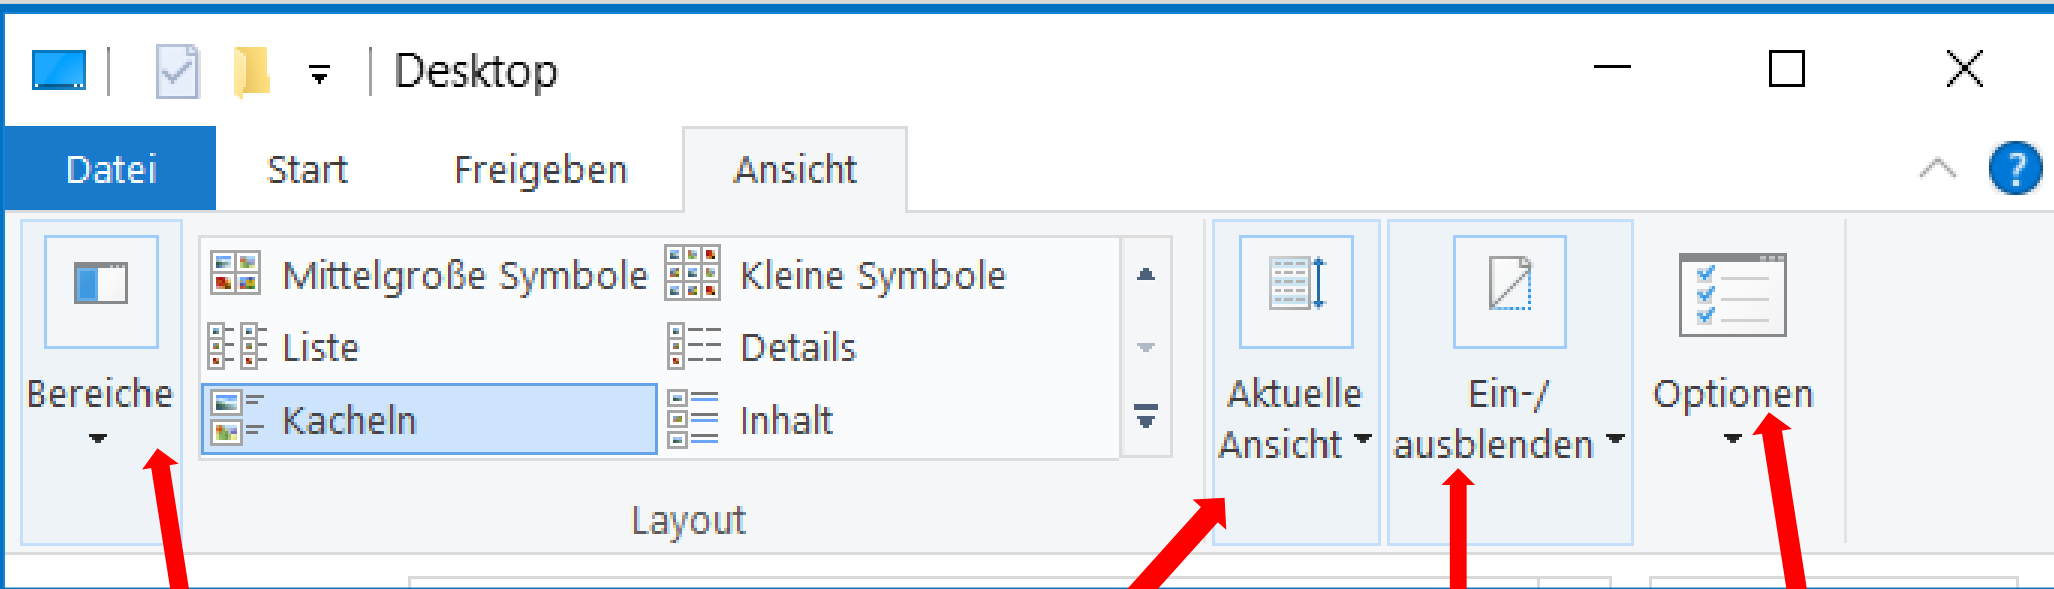 Desktop
Datei Start Freigeben Ansicht
?
Mittelgroße Symbole Kleine Symbole
Liste Details
Kacheln Inhalt
Layout
Bereiche
Aktuelle
Ansicht
Ein-/
ausblenden
Optionen